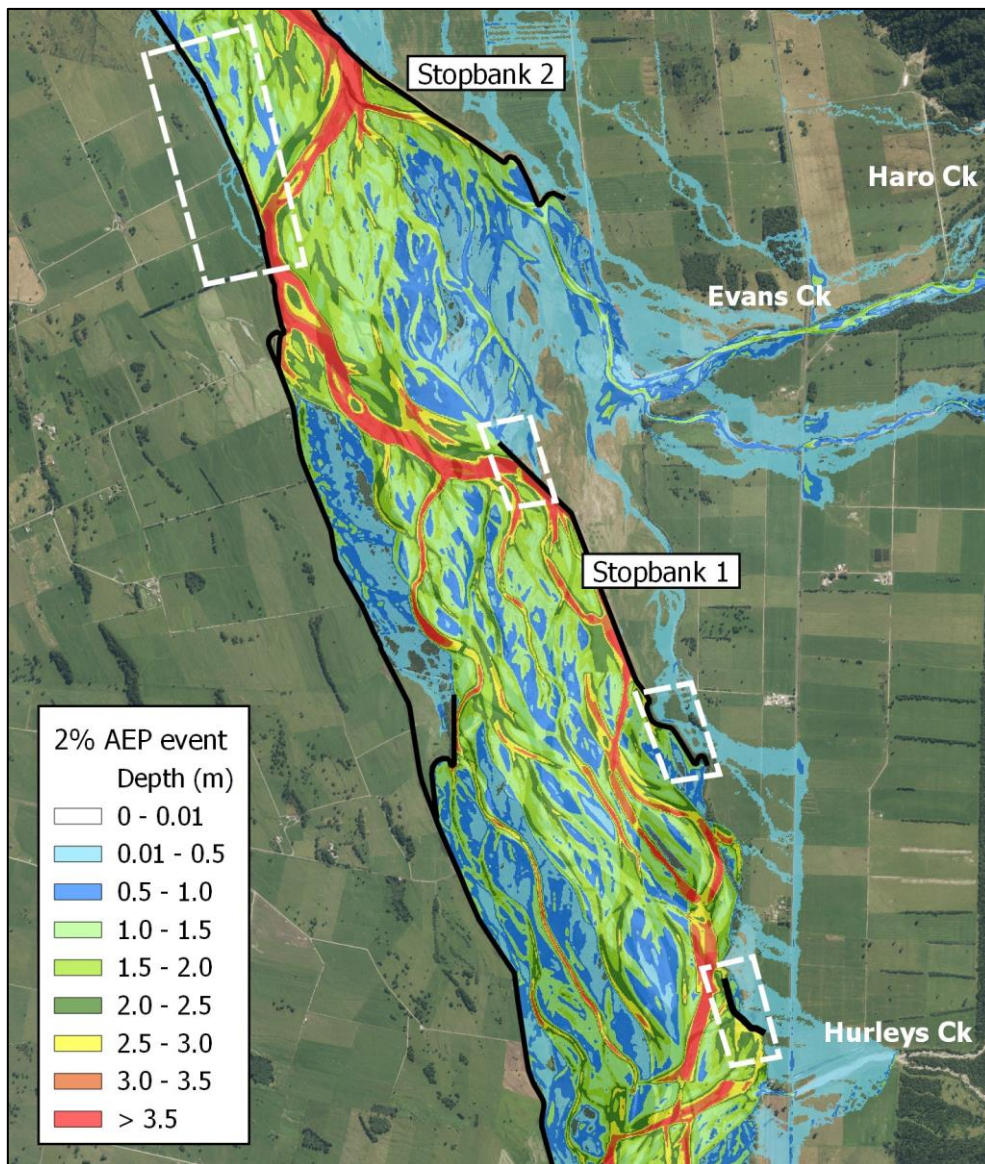 Stopbank 2
Haro Ck
Evans Ck
Stopbank 1
2% AEP event
Depth (m)
0 - 0.01
0.01 - 0.5
0.5 - 1.0
1.0 - 1.5
1.5 - 2.0
2.0 - 2.5
2.5 - 3.0
3.0 - 3.5
> 3.5
Hurleys Ck